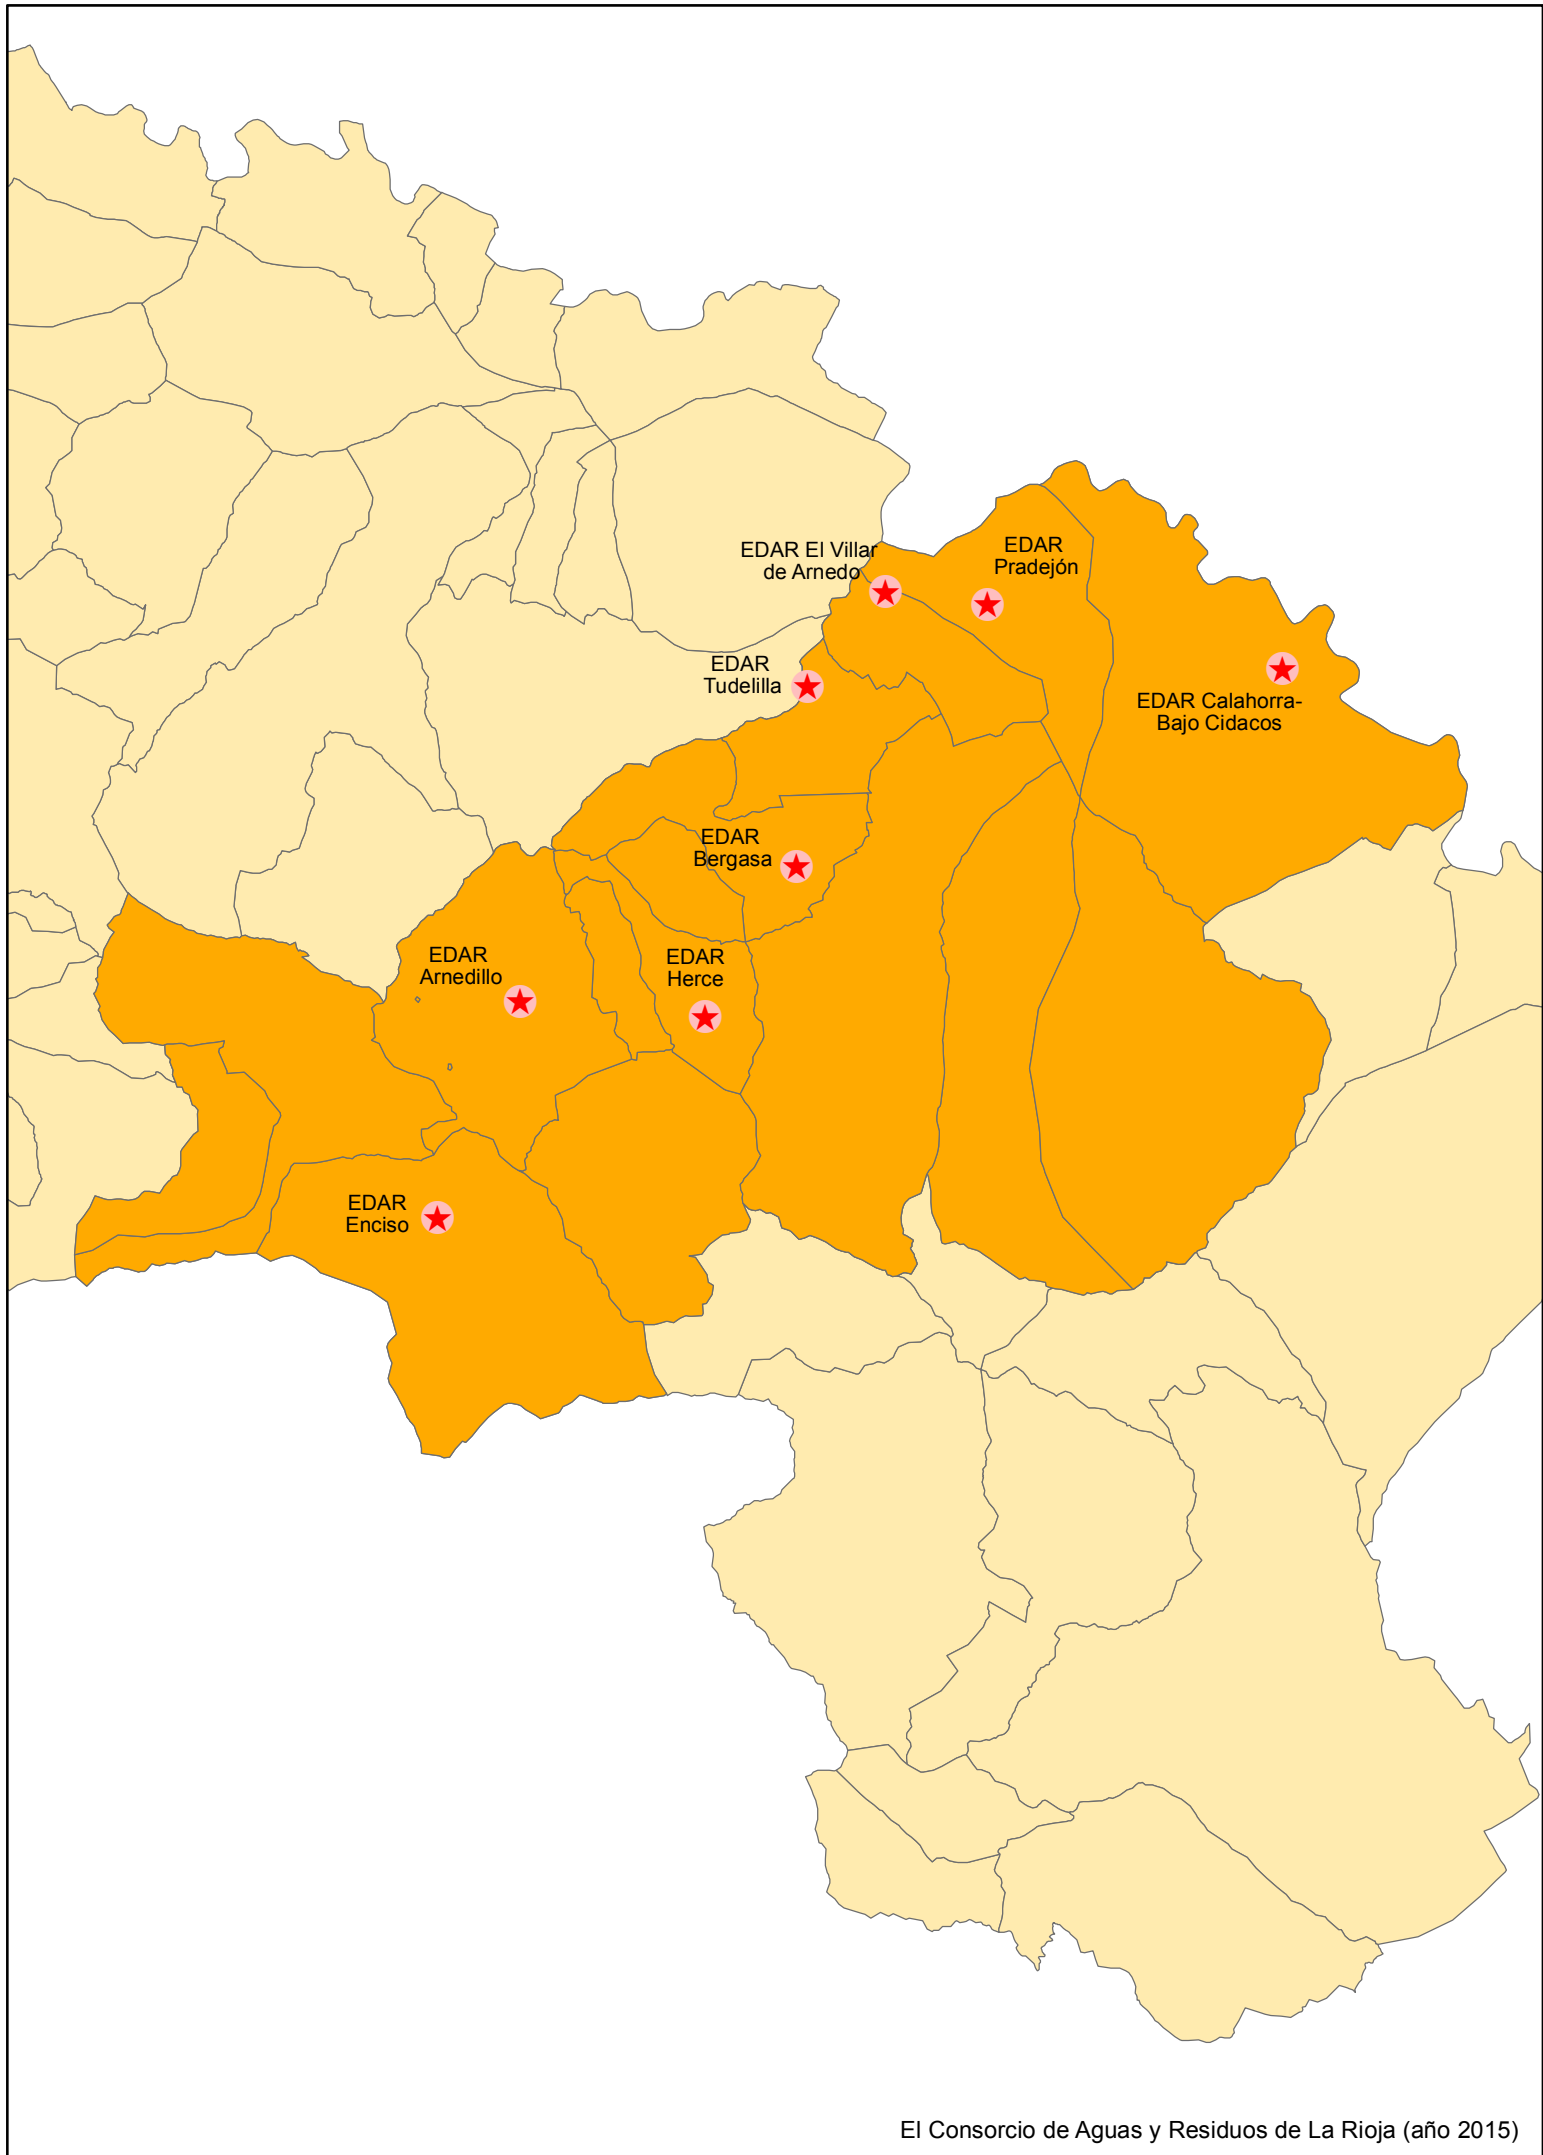 EDAR El Villar
de Arnedo
EDAR
Pradejón
EDAR
Tudelilla
EDAR Calahorra-
Bajo Cidacos
EDAR
Bergasa
EDAR
Arnedillo
EDAR
Herce
EDAR
Enciso
El Consorcio de Aguas y Residuos de La Rioja (año 2015)